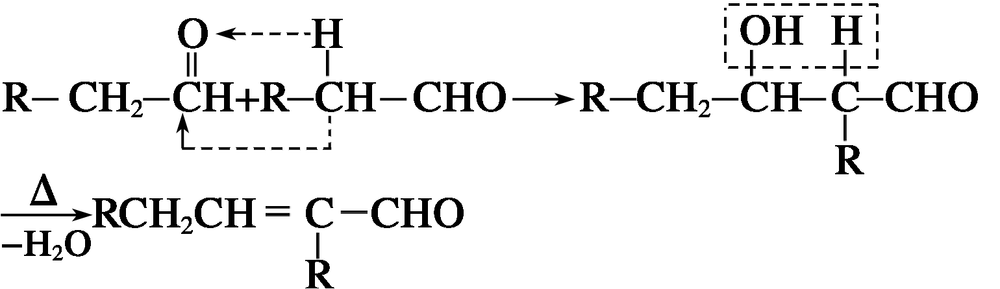 O H OH H
R—CH₂—CH+R—CH—CHO⟶R—CH₂—CH—C—CHO
R
Δ
RCH₂CH=C—CHO
−H₂O
R